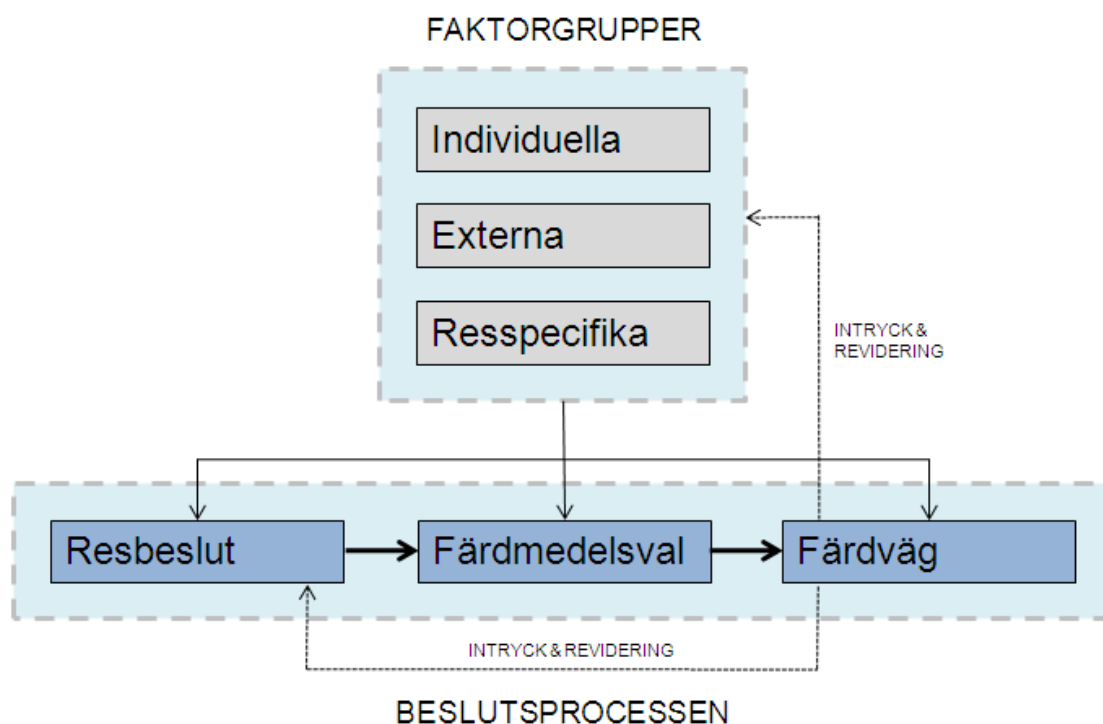 FAKTORGRUPPER
Individuella
Externa
Resspecifika
INTRYCK &
REVIDERING
Resbeslut
Färdmedelsval
Färdväg
INTRYCK & REVIDERING
BESLUTSPROCESSEN